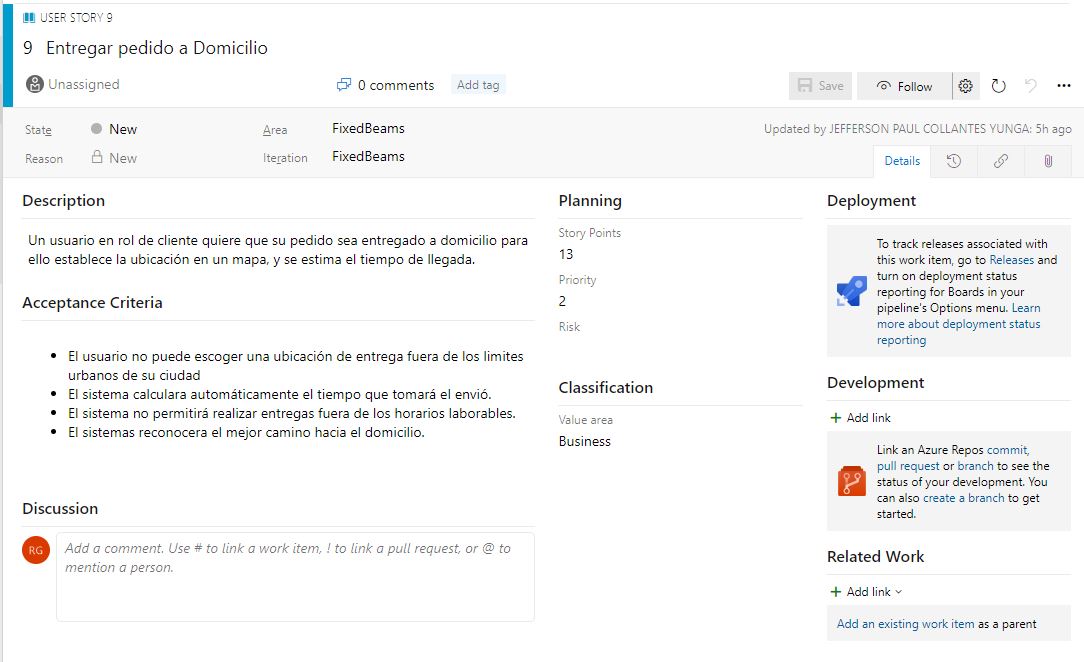 USER STORY 9
9 Entregar pedido a Domicilio
Unassigned
0 comments
Add tag
Save
Follow
State
New
Area
FixedBeams
Updated by JEFFERSON PAUL COLLANTES YUNGA: 5h ago
Reason
New
Iteration
FixedBeams
Details
Description
Un usuario en rol de cliente quiere que su pedido sea entregado a domicilio para
ello establece la ubicación en un mapa, y se estima el tiempo de llegada.
Acceptance Criteria
El usuario no puede escoger una ubicación de entrega fuera de los limites
urbanos de su ciudad
El sistema calculara automáticamente el tiempo que tomará el envió.
El sistema no permitirá realizar entregas fuera de los horarios laborables.
El sistemas reconocera el mejor camino hacia el domicilio.
Discussion
RG
Add a comment. Use # to link a work item, ! to link a pull request, or @ to
mention a person.
Planning
Story Points
13
Priority
2
Risk
Classification
Value area
Business
Deployment
To track releases associated with
this work item, go to Releases and
turn on deployment status
reporting for Boards in your
pipeline's Options menu. Learn
more about deployment status
reporting
Development
Add link
Link an Azure Repos commit,
pull request or branch to see the
status of your development. You
can also create a branch to get
started.
Related Work
Add link
Add an existing work item as a parent